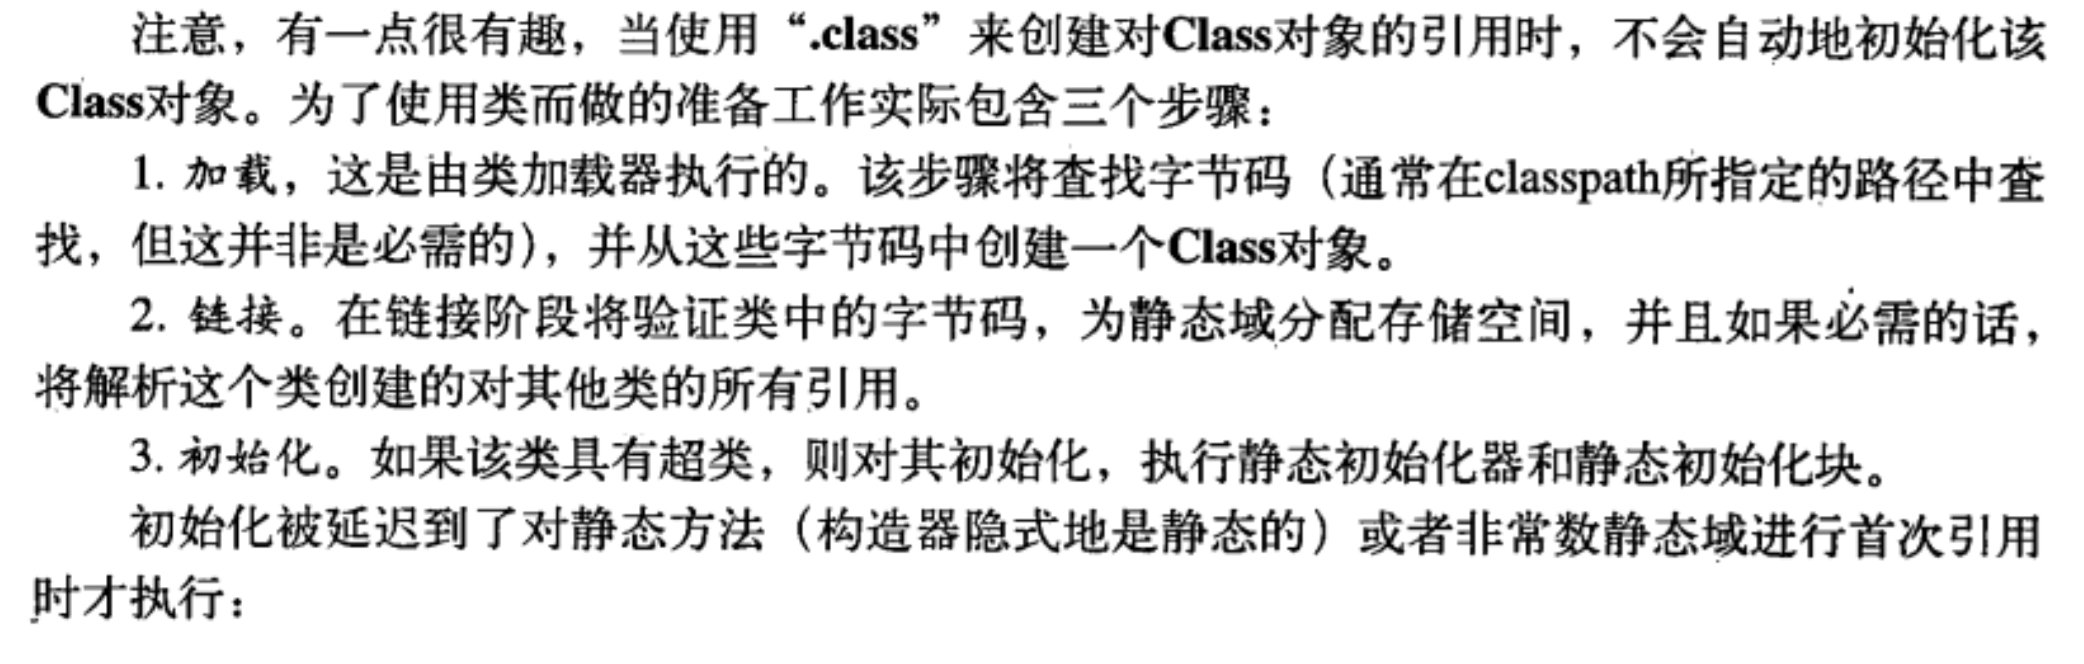 注意，有一点很有趣，当使用“.class”来创建对Class对象的引用时，不会自动地初始化该
Class对象。为了使用类而做的准备工作实际包含三个步骤：
1. 加载，这是由类加载器执行的。该步骤将查找字节码（通常在classpath所指定的路径中查
找，但这并非是必需的），并从这些字节码中创建一个Class对象。
2. 链接。在链接阶段将验证类中的字节码，为静态域分配存储空间，并且如果必需的话，
将解析这个类创建的对其他类的所有引用。
3. 初始化。如果该类具有超类，则对其初始化，执行静态初始化器和静态初始化块。
初始化被延迟到了对静态方法（构造器隐式地是静态的）或者非常数静态域进行首次引用
时才执行：